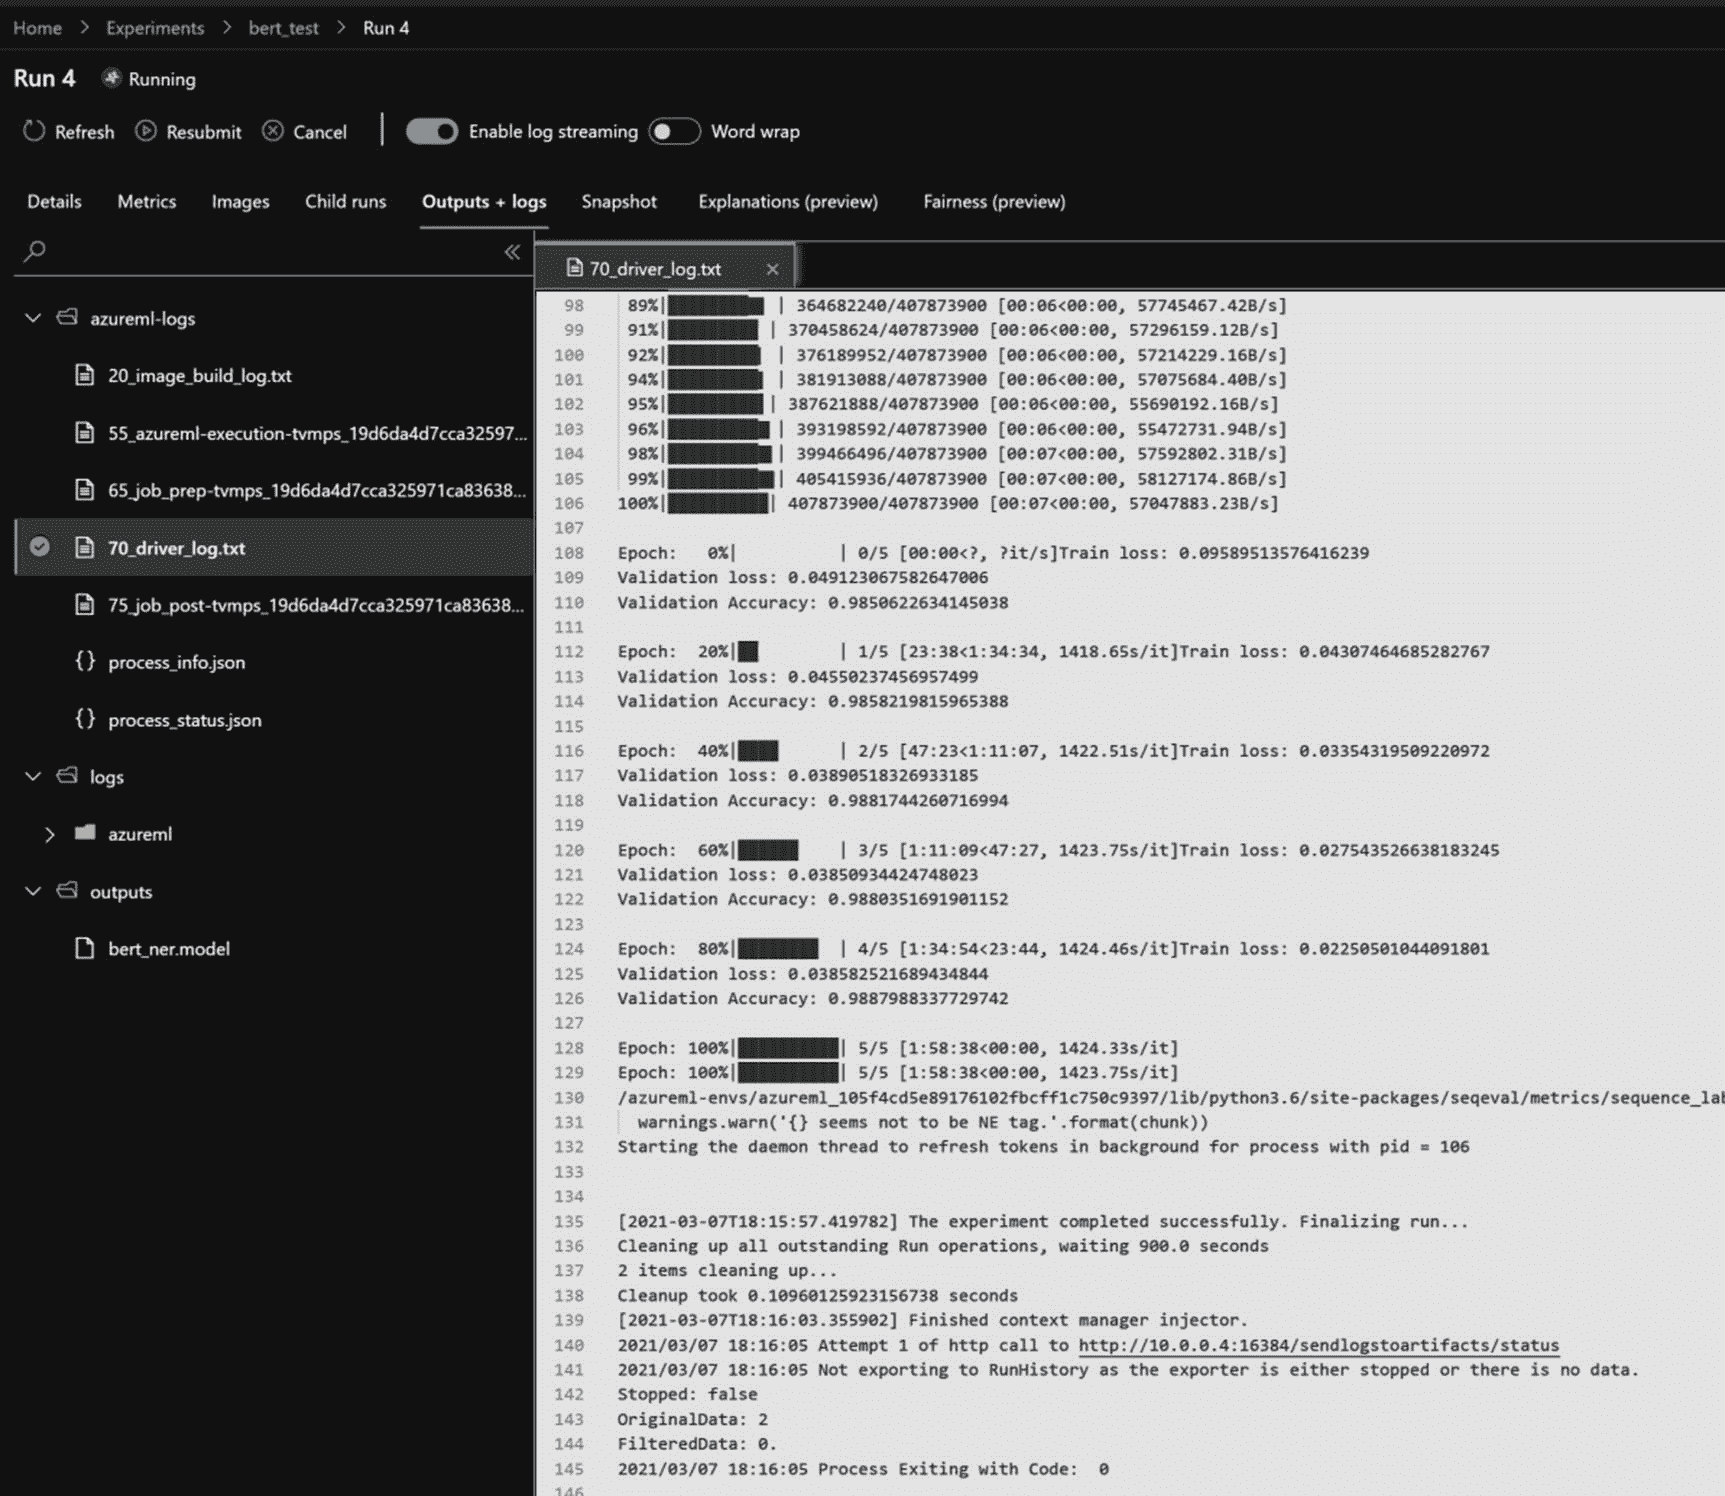 Home > Experiments > bert_test > Run 4
Run 4 Running
Refresh Resubmit Cancel | Enable log streaming Word wrap
Details Metrics Images Child runs Outputs + logs Snapshot Explanations (preview) Fairness (preview)
azureml-logs
20_image_build_log.txt
55_azureml-execution-tvmps_19d6da4d7cca32597...
65_job_prep-tvmps_19d6da4d7cca325971ca83638...
70_driver_log.txt
75_job_post-tvmps_19d6da4d7cca325971ca83638...
{} process_info.json
{} process_status.json
logs
azureml
outputs
bert_ner.model
70_driver_log.txt
98 89%| | 364682240/407873900 [00:06<00:00, 57745467.42B/s]
99 91%| | 370458624/407873900 [00:06<00:00, 57296159.12B/s]
100 92%| | 376189952/407873900 [00:06<00:00, 57214229.16B/s]
101 94%| | 381913088/407873900 [00:06<00:00, 57075684.40B/s]
102 95%| | 387621888/407873900 [00:06<00:00, 55690192.16B/s]
103 96%| | 393198592/407873900 [00:06<00:00, 55472731.94B/s]
104 98%| | 399466496/407873900 [00:07<00:00, 57592802.31B/s]
105 99%| | 405415936/407873900 [00:07<00:00, 58127174.86B/s]
106 100%| | 407873900/407873900 [00:07<00:00, 57047883.23B/s]
107
108 Epoch: 0%| | 0/5 [00:00<?, ?it/s]Train loss: 0.09589513576416239
109 Validation loss: 0.049123067582647006
110 Validation Accuracy: 0.9850622634145038
111
112 Epoch: 20%| | 1/5 [23:38<1:34:34, 1418.65s/it]Train loss: 0.04307464685282767
113 Validation loss: 0.04550237456957499
114 Validation Accuracy: 0.9858219815965388
115
116 Epoch: 40%| | 2/5 [47:23<1:11:07, 1422.51s/it]Train loss: 0.03354319509220972
117 Validation loss: 0.03890518326933185
118 Validation Accuracy: 0.9881744260716994
119
120 Epoch: 60%| | 3/5 [1:11:09<47:27, 1423.75s/it]Train loss: 0.027543526638183245
121 Validation loss: 0.03850934424748023
122 Validation Accuracy: 0.9880351691901152
123
124 Epoch: 80%| | 4/5 [1:34:54<23:44, 1424.46s/it]Train loss: 0.02250501044091801
125 Validation loss: 0.038582521689434844
126 Validation Accuracy: 0.9887988337729742
127
128 Epoch: 100%| | 5/5 [1:58:38<00:00, 1424.33s/it]
129 Epoch: 100%| | 5/5 [1:58:38<00:00, 1423.75s/it]
130 /azureml-envs/azureml_105f4cd5e89176102fbcff1c750c9397/lib/python3.6/site-packages/seqeval/metrics/sequence_lab
131 warnings.warn('{} seems not to be NE tag.'.format(chunk))
132 Starting the daemon thread to refresh tokens in background for process with pid = 106
133
134
135 [2021-03-07T18:15:57.419782] The experiment completed successfully. Finalizing run...
136 Cleaning up all outstanding Run operations, waiting 900.0 seconds
137 2 items cleaning up...
138 Cleanup took 0.10960125923156738 seconds
139 [2021-03-07T18:16:03.355902] Finished context manager injector.
140 2021/03/07 18:16:05 Attempt 1 of http call to http://10.0.0.4:16384/sendlogstoartifacts/status
141 2021/03/07 18:16:05 Not exporting to RunHistory as the exporter is either stopped or there is no data.
142 Stopped: false
143 OriginalData: 2
144 FilteredData: 0.
145 2021/03/07 18:16:05 Process Exiting with Code: 0
146